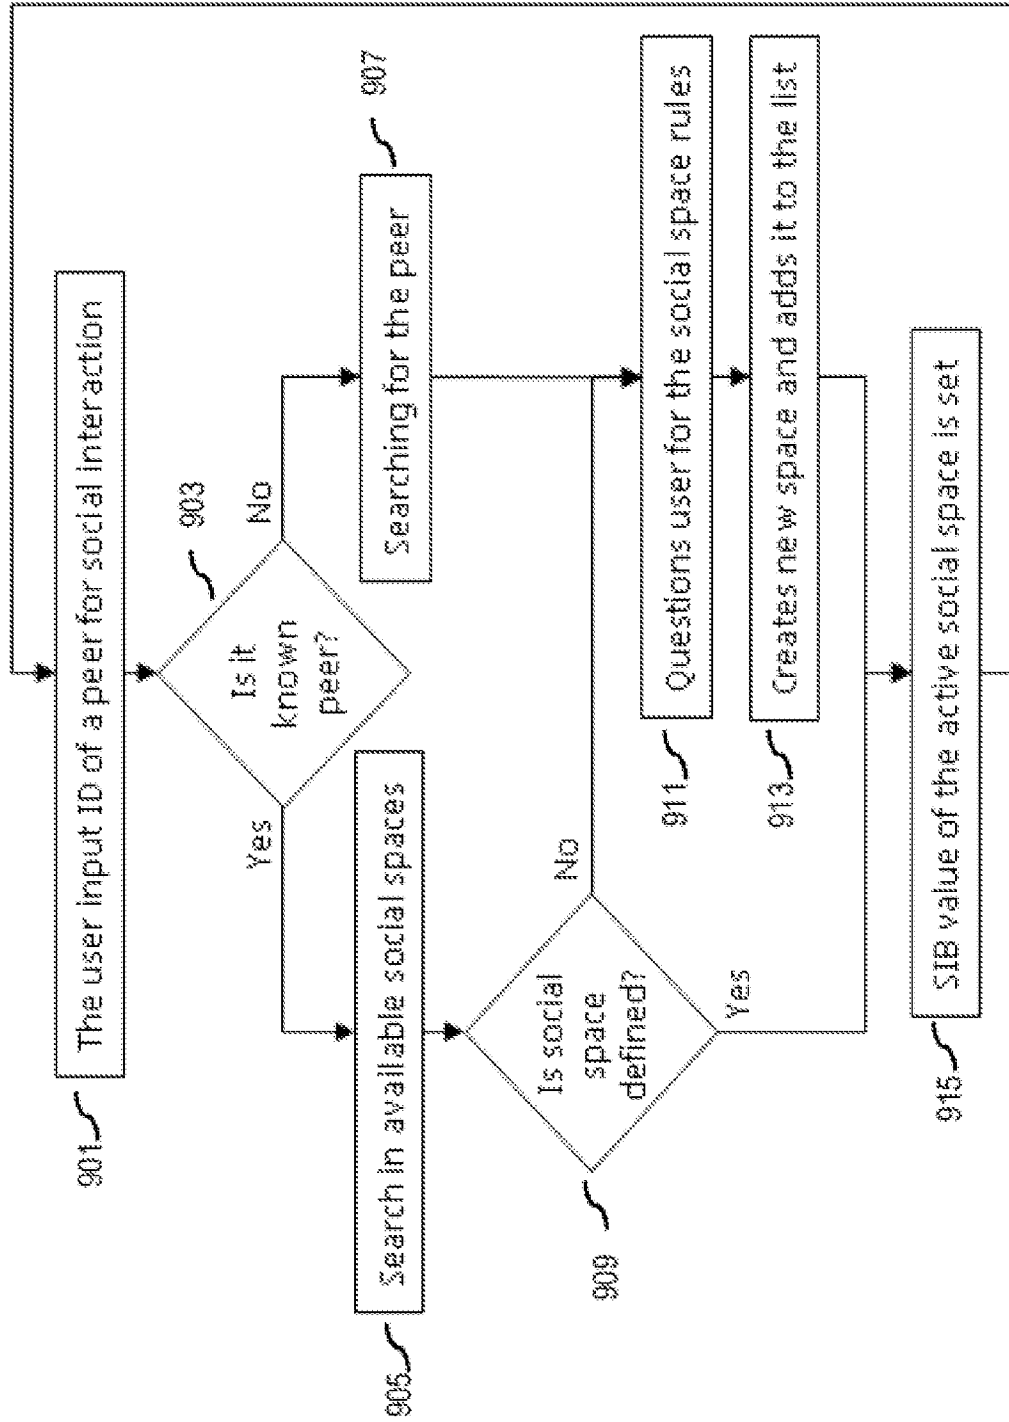 901
The user input ID of a peer for social interaction
903
Is it
known
peer?
Yes
No
905
Search in available social spaces
907
Searching for the peer
909
Is social
space
defined?
No
Yes
911
Questions user for the social space rules
913
Creates new space and adds it to the list
915
SIB value of the active social space is set